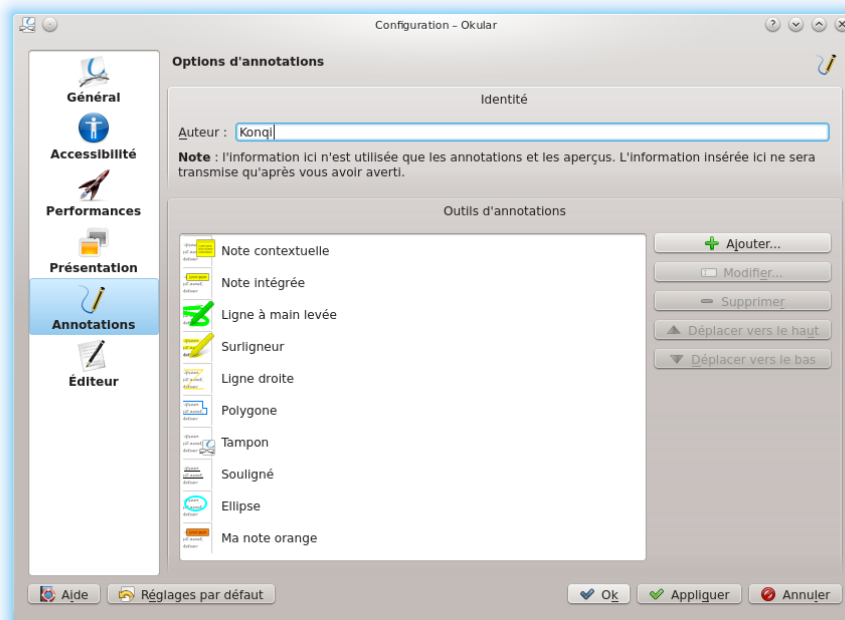 Configuration – Okular
Général
Accessibilité
Performances
Présentation
Annotations
Éditeur
Options d'annotations
Identité
Auteur : Konqi
Note : l'information ici n'est utilisée que les annotations et les aperçus. L'information insérée ici ne sera
transmise qu'après vous avoir averti.
Outils d'annotations
Note contextuelle
Note intégrée
Ligne à main levée
Surligneur
Ligne droite
Polygone
Tampon
Souligné
Ellipse
Ma note orange
Ajouter...
Modifier...
Supprimer
Déplacer vers le haut
Déplacer vers le bas
Aide
Réglages par défaut
Ok
Appliquer
Annuler